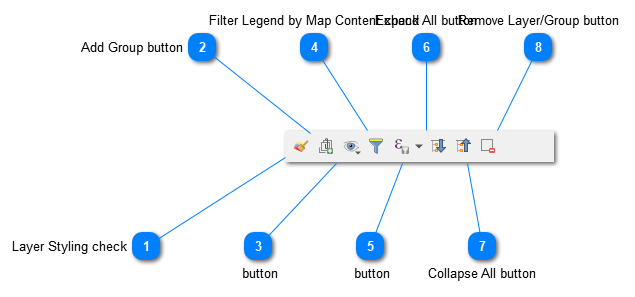 Filter Legend by Map Content
Expand All button
Remove Layer/Group button
Add Group button
2
4
6
8
ε
Layer Styling check
1
3
5
7
button
button
Collapse All button